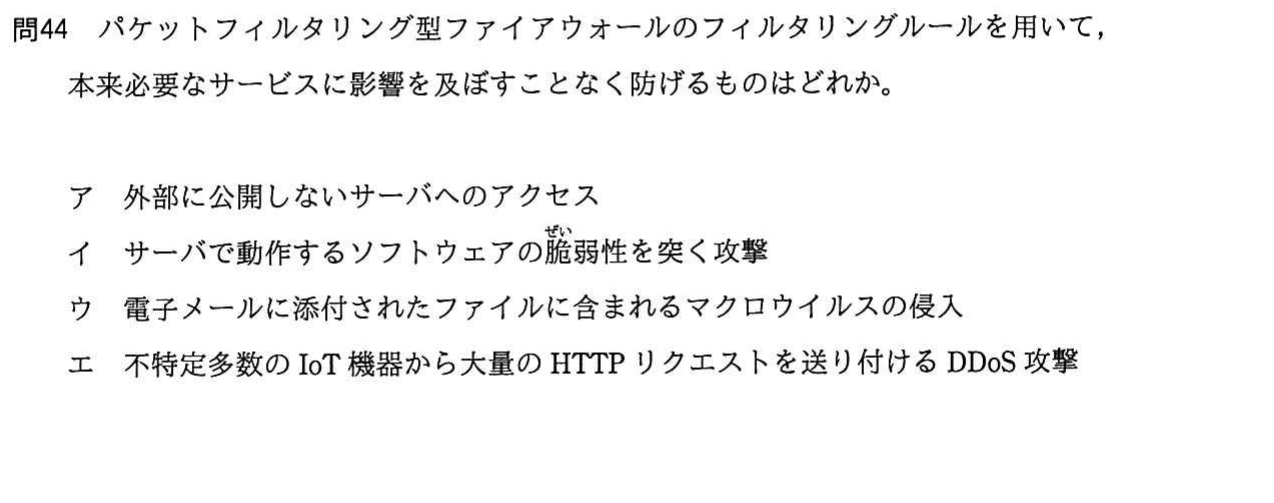 問44 パケットフィルタリング型ファイアウォールのフィルタリングルールを用いて，
本来必要なサービスに影響を及ぼすことなく防げるものはどれか。
ア 外部に公開しないサーバへのアクセス
イ サーバで動作するソフトウェアの脆弱性を突く攻撃
ぜい
ウ 電子メールに添付されたファイルに含まれるマクロウイルスの侵入
エ 不特定多数の IoT 機器から大量の HTTP リクエストを送り付ける DDoS 攻撃